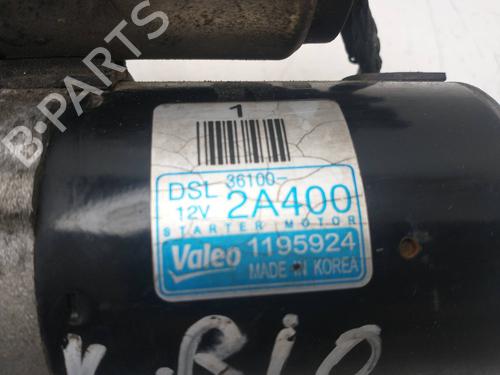 B-PARTS
1
DSL 36100-
12V 2A400
STARTER MOTOR
Valeo 1195924
MADE IN KOREA
K. RIO